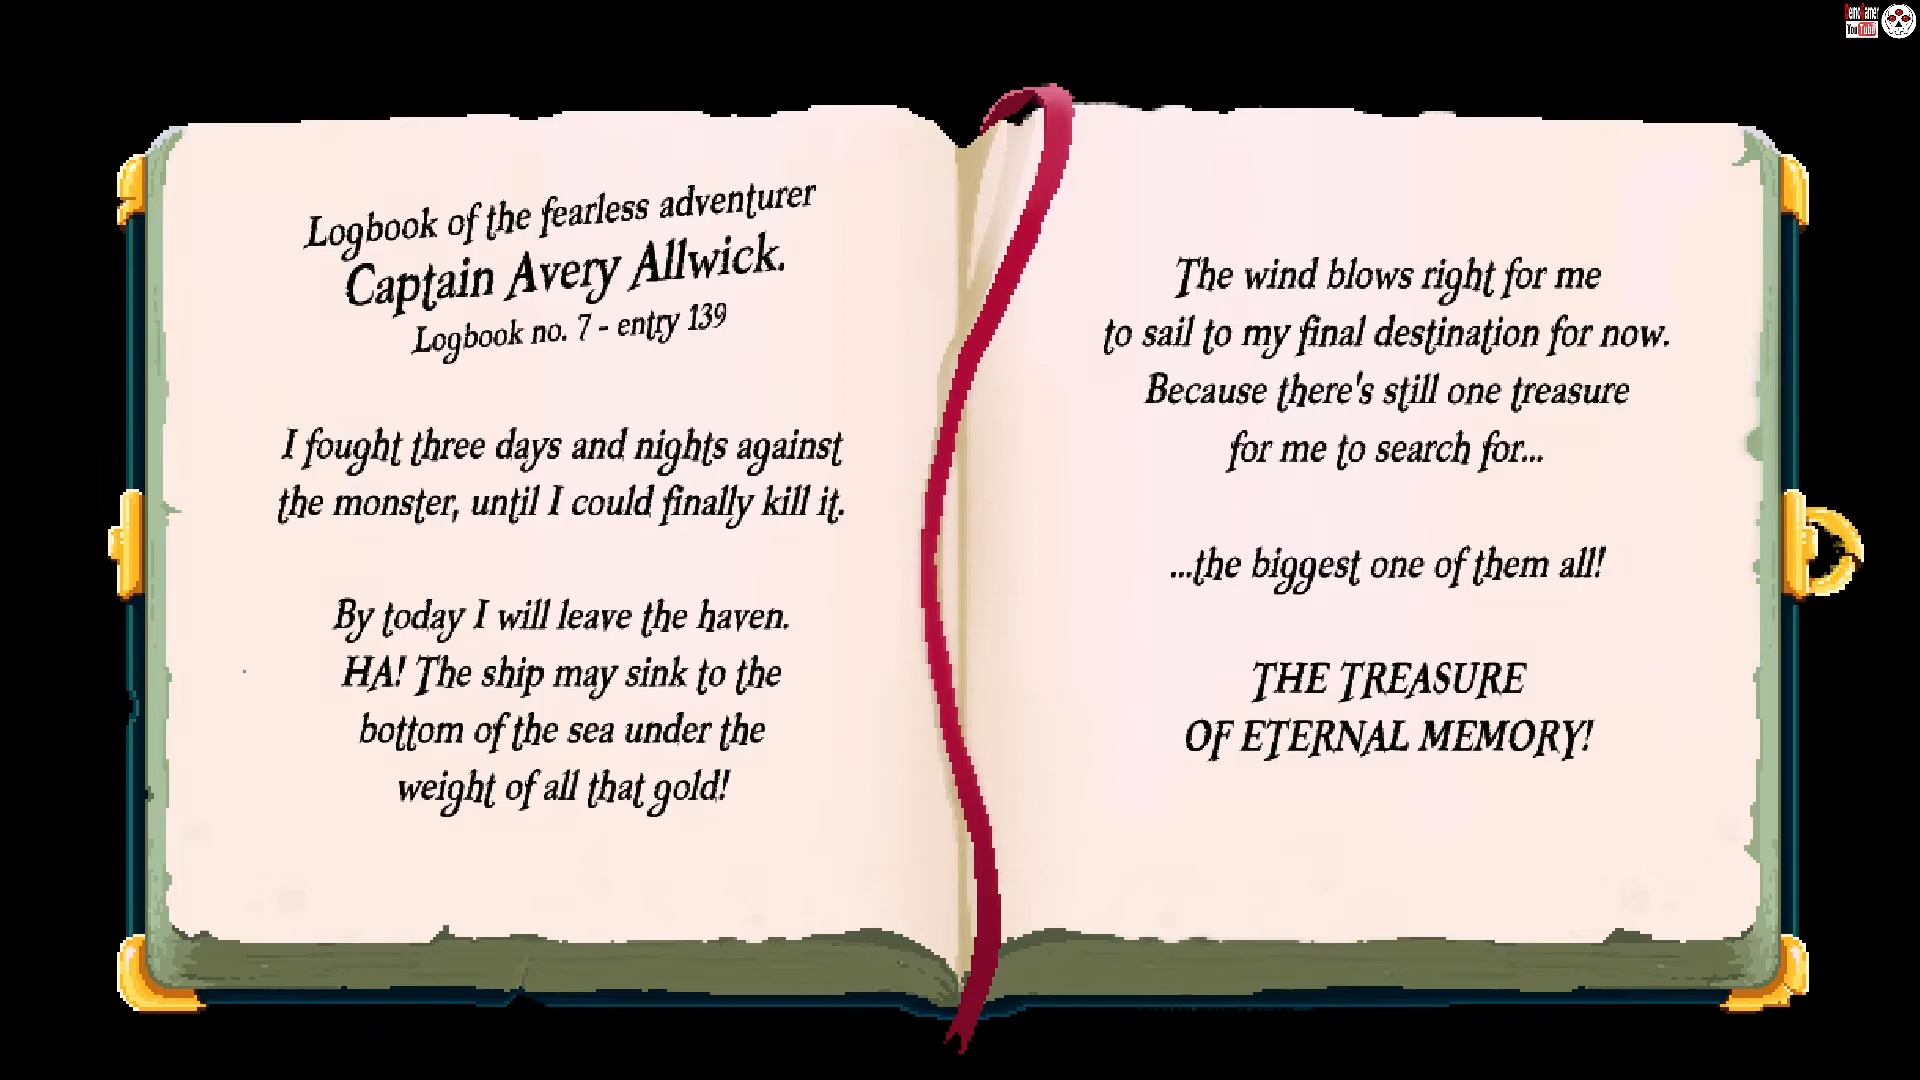 Demo Gamer
You Tube
Logbook of the fearless adventurer
Captain Avery Allwick.
Logbook no. 7 - entry 139
I fought three days and nights against
the monster, until I could finally kill it.
By today I will leave the haven.
HA! The ship may sink to the
bottom of the sea under the
weight of all that gold!
The wind blows right for me
to sail to my final destination for now.
Because there's still one treasure
for me to search for...
...the biggest one of them all!
THE TREASURE
OF ETERNAL MEMORY!